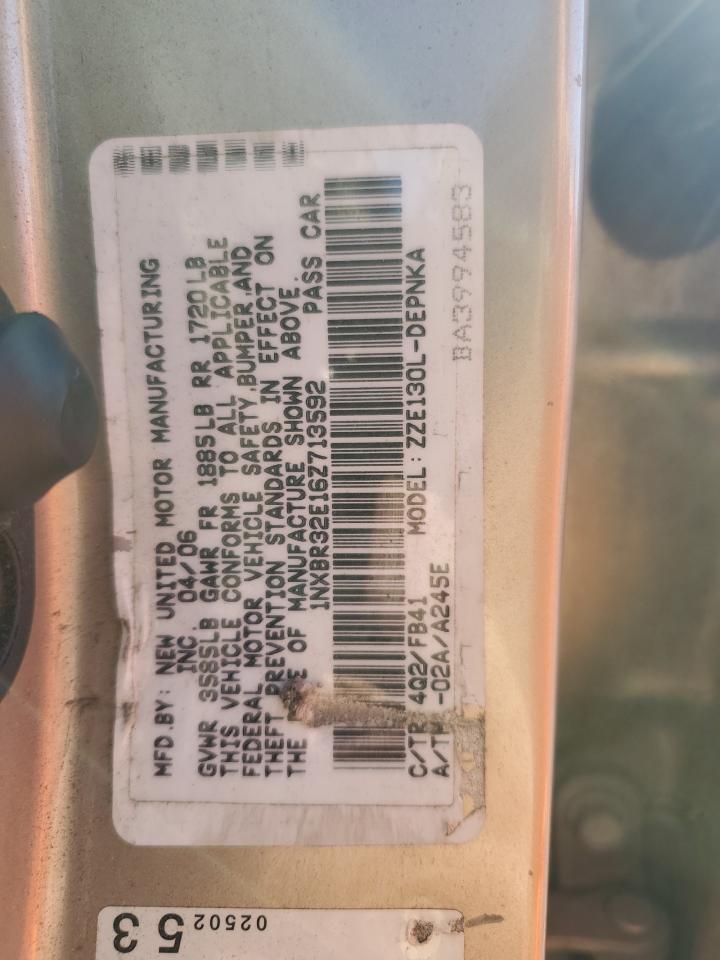 MFD.BY: NEW UNITED MOTOR MANUFACTURING
INC. 04/06
GVWR 3585LB GAWR FR 1885LB RR 1720LB
THIS VEHICLE CONFORMS TO ALL APPLICABLE
FEDERAL MOTOR VEHICLE SAFETY,BUMPER,AND
THEFT PREVENTION STANDARDS IN EFFECT ON
THE OF MANUFACTURE SHOWN ABOVE.
1NXBR32E16Z713592 PASS CAR
C/TR: 4Q2/FB41 MODEL: ZZE130L-DEPNKA
-02A/A245E
BA3994583
02502
53